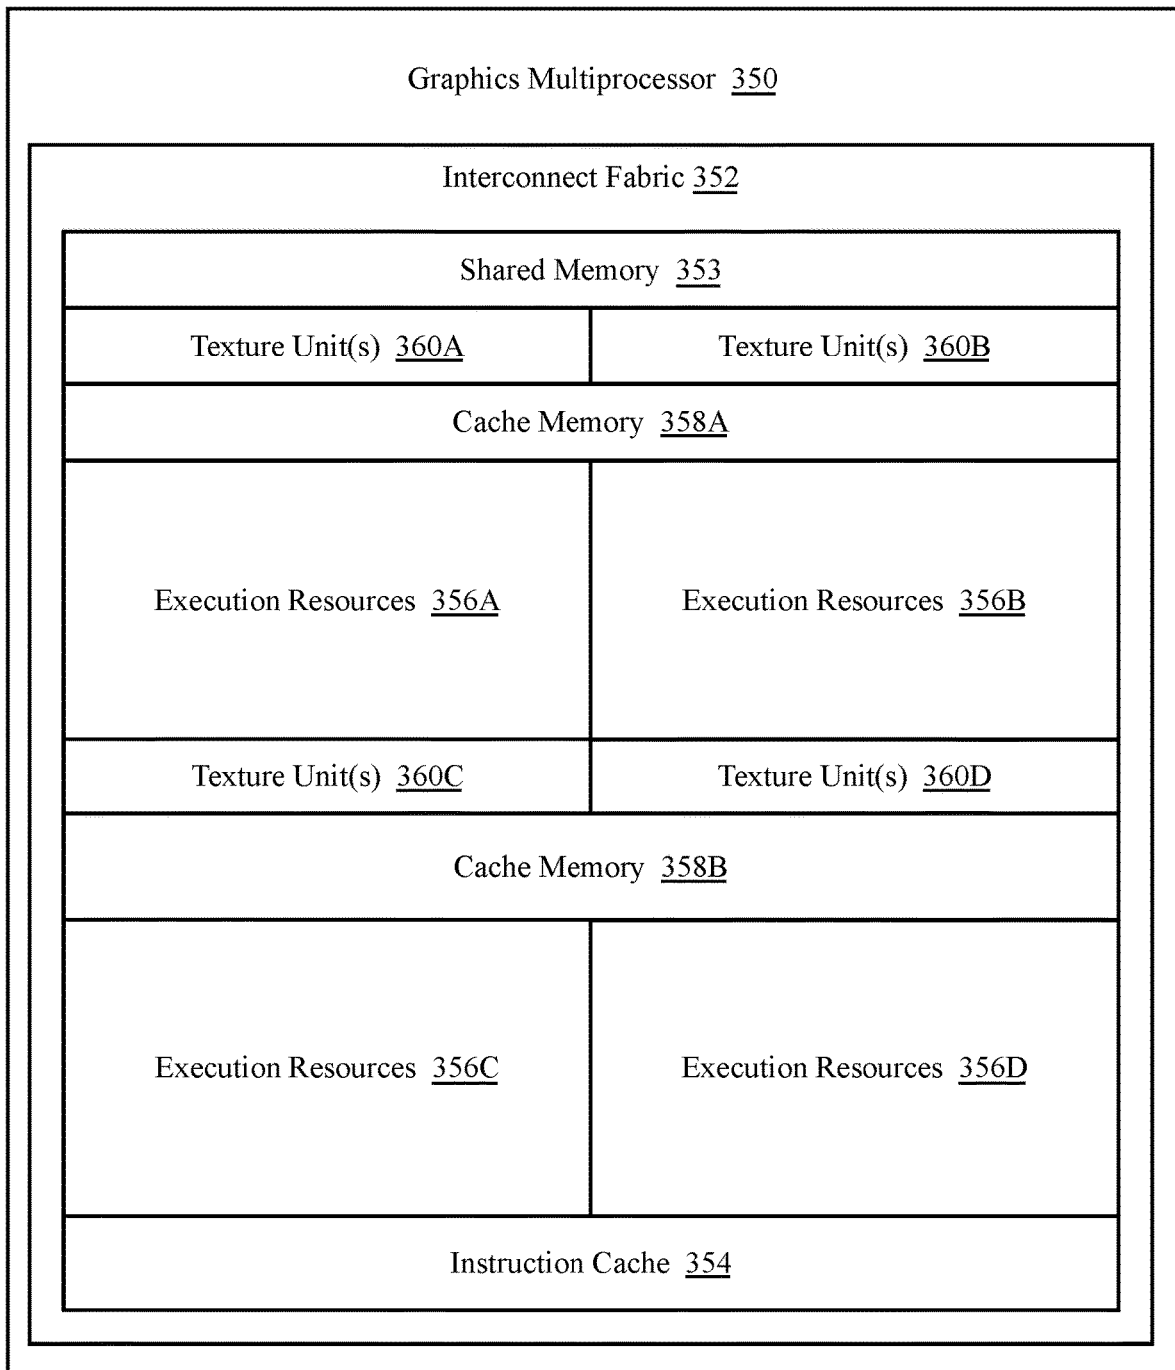 Graphics Multiprocessor 350
Interconnect Fabric 352
Shared Memory 353
Texture Unit(s) 360A
Texture Unit(s) 360B
Cache Memory 358A
Execution Resources 356A
Execution Resources 356B
Texture Unit(s) 360C
Texture Unit(s) 360D
Cache Memory 358B
Execution Resources 356C
Execution Resources 356D
Instruction Cache 354